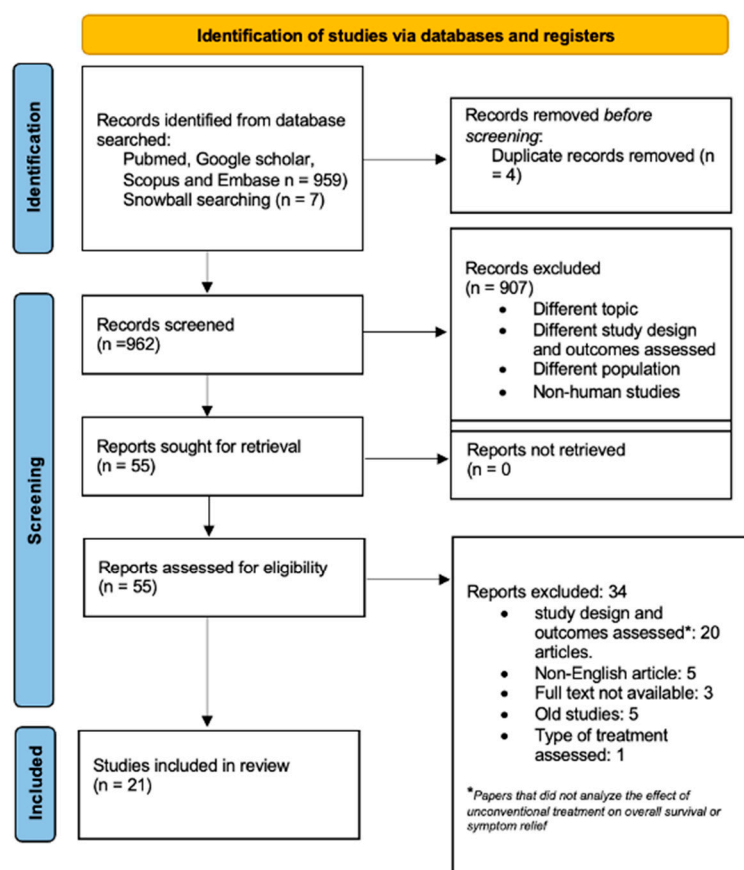 Identification of studies via databases and registers
Identification
Records identified from database
searched:
Pubmed, Google scholar,
Scopus and Embase n = 959)
Snowball searching (n = 7)
Records removed before
screening:
Duplicate records removed (n
= 4)
Screening
Records screened
(n =962)
Records excluded
(n = 907)
• Different topic
• Different study design
and outcomes assessed
• Different population
• Non-human studies
Reports sought for retrieval
(n = 55)
Reports not retrieved
(n = 0
Reports assessed for eligibility
(n = 55)
Reports excluded: 34
• study design and
outcomes assessed*: 20
articles.
• Non-English article: 5
• Full text not available: 3
• Old studies: 5
• Type of treatment
assessed: 1
*Papers that did not analyze the effect of
unconventional treatment on overall survival or
symptom relief
Included
Studies included in review
(n = 21)